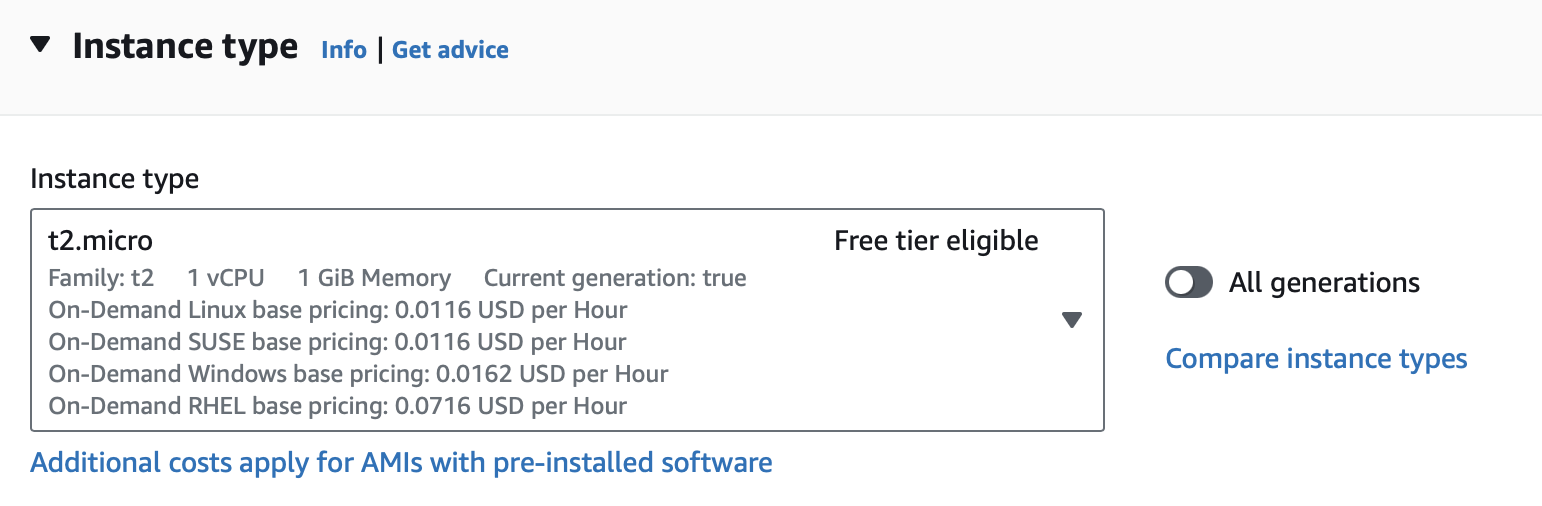 Instance type Info | Get advice
Instance type
t2.micro Free tier eligible
Family: t2 1 vCPU 1 GiB Memory Current generation: true
On-Demand Linux base pricing: 0.0116 USD per Hour
On-Demand SUSE base pricing: 0.0116 USD per Hour
On-Demand Windows base pricing: 0.0162 USD per Hour
On-Demand RHEL base pricing: 0.0716 USD per Hour
All generations
Compare instance types
Additional costs apply for AMIs with pre-installed software